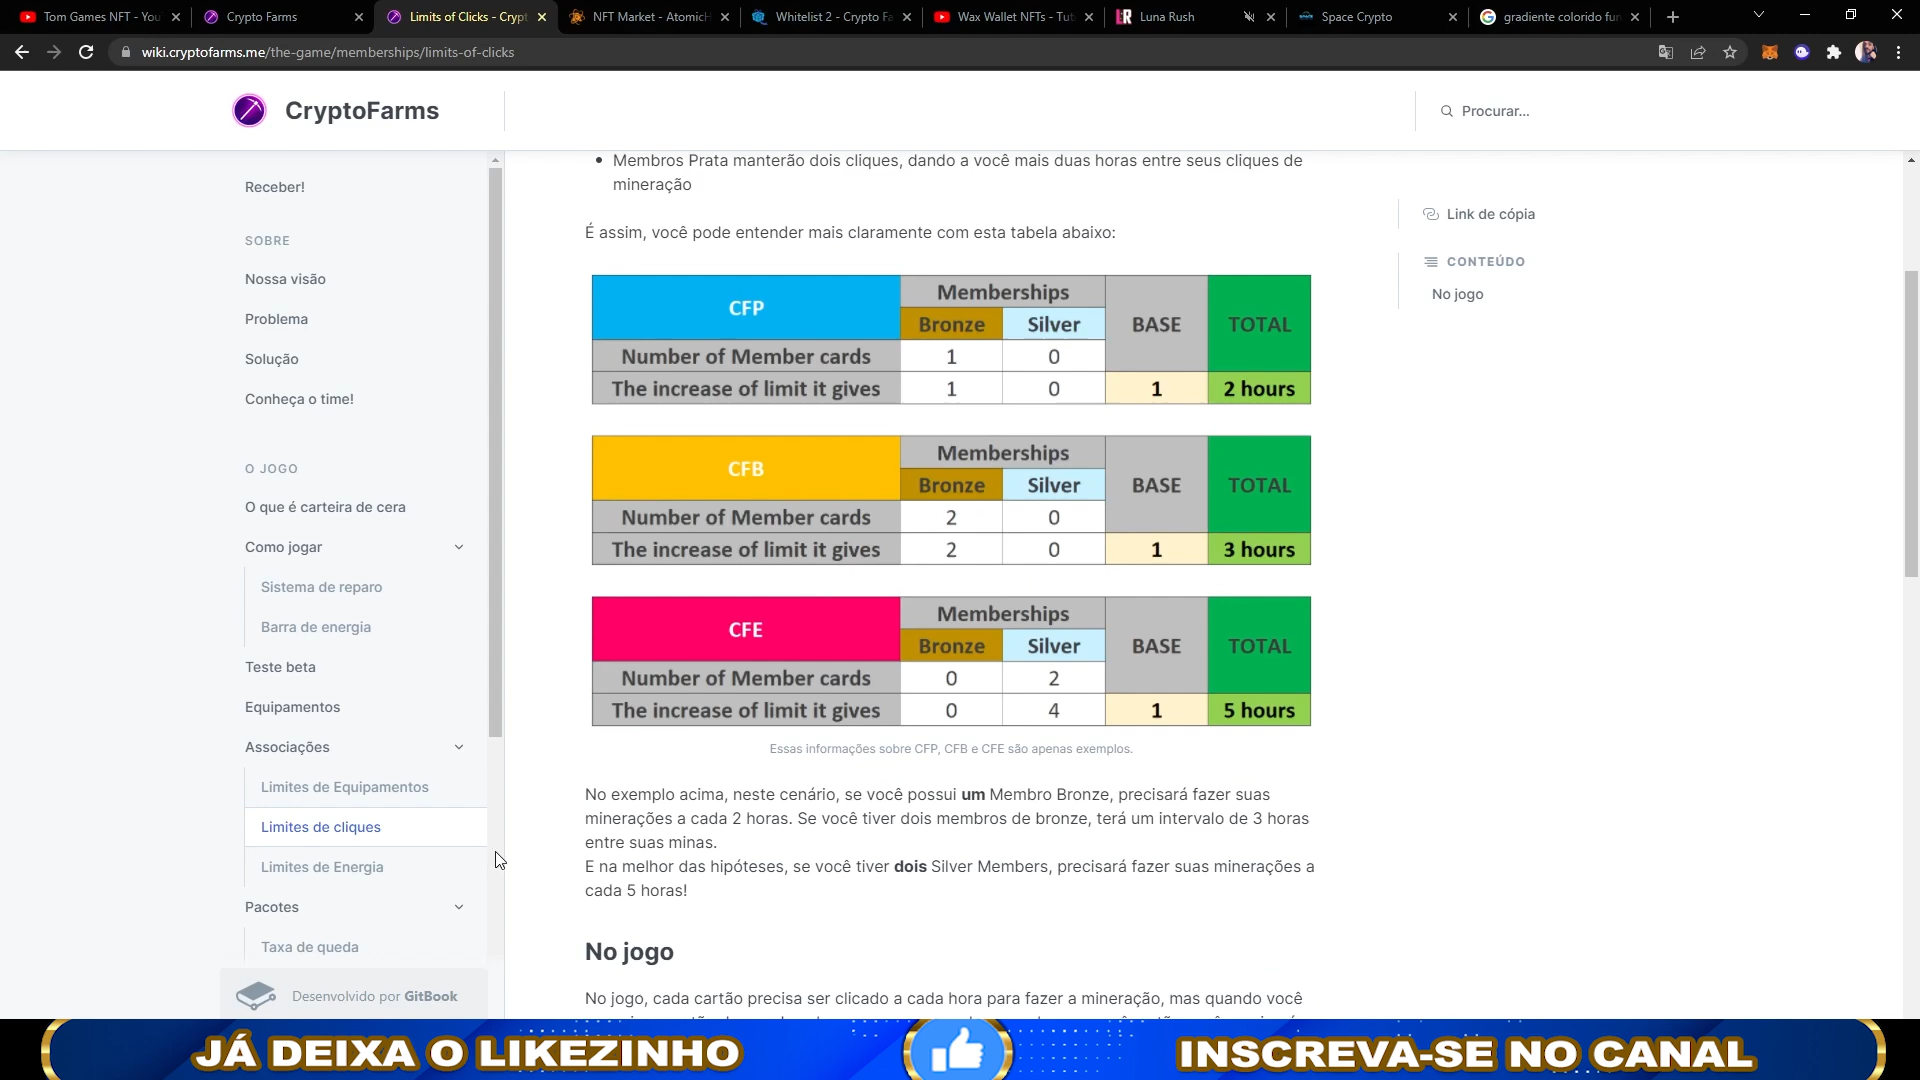 Tom Games NFT - You
Crypto Farms
Limits of Clicks - Crypt
NFT Market - AtomicH
Whitelist 2 - Crypto Fa
Wax Wallet NFTs - Tut
Luna Rush
Space Crypto
gradiente colorido fun
wiki.cryptofarms.me/the-game/memberships/limits-of-clicks
CryptoFarms
Procurar...
Receber!
SOBRE
Nossa visão
Problema
Solução
Conheça o time!
O JOGO
O que é carteira de cera
Como jogar
Sistema de reparo
Barra de energia
Teste beta
Equipamentos
Associações
Limites de Equipamentos
Limites de cliques
Limites de Energia
Pacotes
Taxa de queda
Desenvolvido por GitBook
• Membros Prata manterão dois cliques, dando a você mais duas horas entre seus cliques de
mineração
É assim, você pode entender mais claramente com esta tabela abaixo:
CFP Memberships BASE TOTAL
Bronze Silver
Number of Member cards 1 0
The increase of limit it gives 1 0 1 2 hours
CFB Memberships BASE TOTAL
Bronze Silver
Number of Member cards 2 0
The increase of limit it gives 2 0 1 3 hours
CFE Memberships BASE TOTAL
Bronze Silver
Number of Member cards 0 2
The increase of limit it gives 0 4 1 5 hours
Essas informações sobre CFP, CFB e CFE são apenas exemplos.
No exemplo acima, neste cenário, se você possui um Membro Bronze, precisará fazer suas
minerações a cada 2 horas. Se você tiver dois membros de bronze, terá um intervalo de 3 horas
entre suas minas.
E na melhor das hipóteses, se você tiver dois Silver Members, precisará fazer suas minerações a
cada 5 horas!
No jogo
No jogo, cada cartão precisa ser clicado a cada hora para fazer a mineração, mas quando você
Link de cópia
CONTEÚDO
No jogo
JÁ DEIXA O LIKEZINHO
INSCREVA-SE NO CANAL